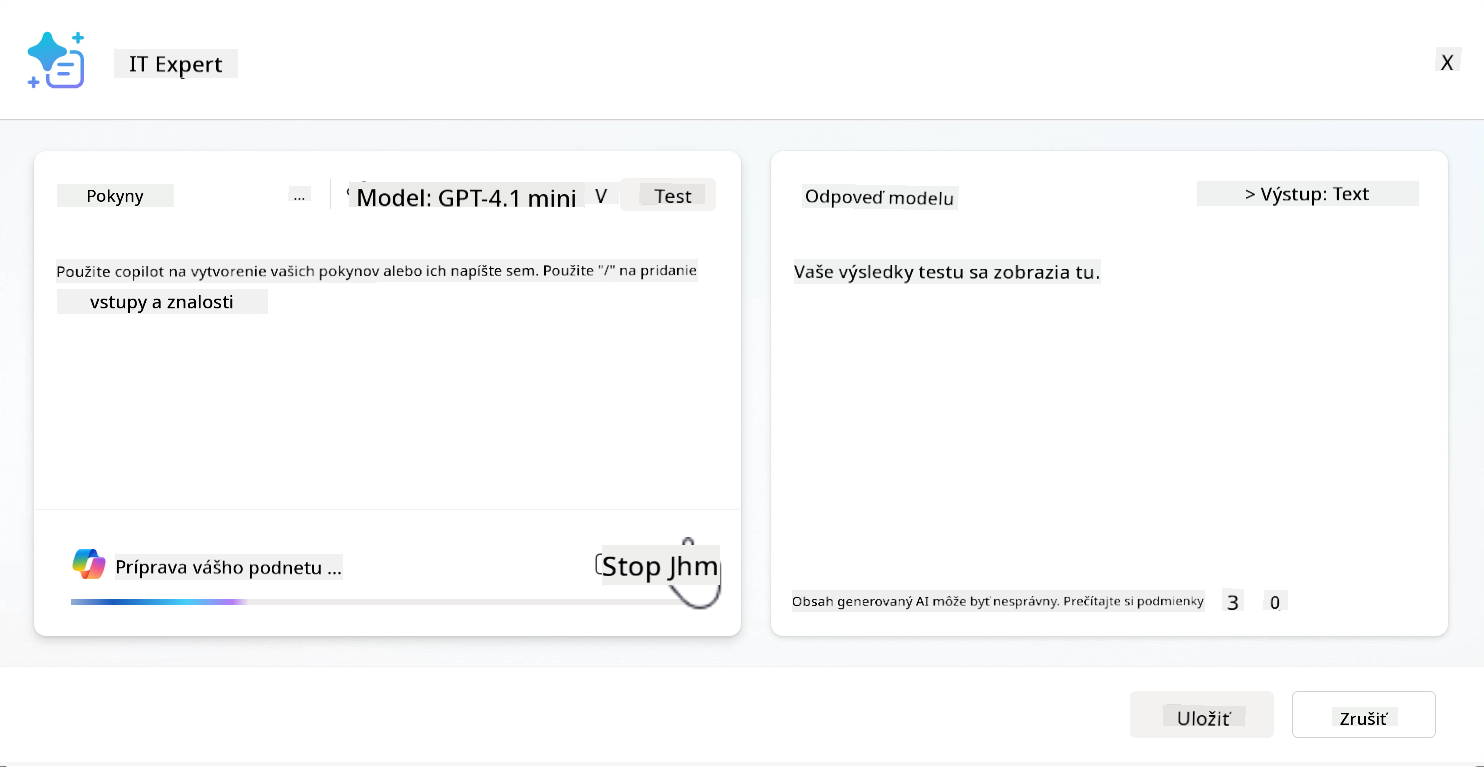 IT Expert
X
Pokyny
...
Model: GPT-4.1 mini V
Test
Použite copilot na vytvorenie vašich pokynov alebo ich napíšte sem. Použite "/" na pridanie
vstupy a znalosti
Príprava vášho podnetu ...
Stop Jhm
Odpoveď modelu
> Výstup: Text
Vaše výsledky testu sa zobrazia tu.
Obsah generovaný AI môže byť nesprávny. Prečítajte si podmienky 3 0
Uložiť
Zrušiť